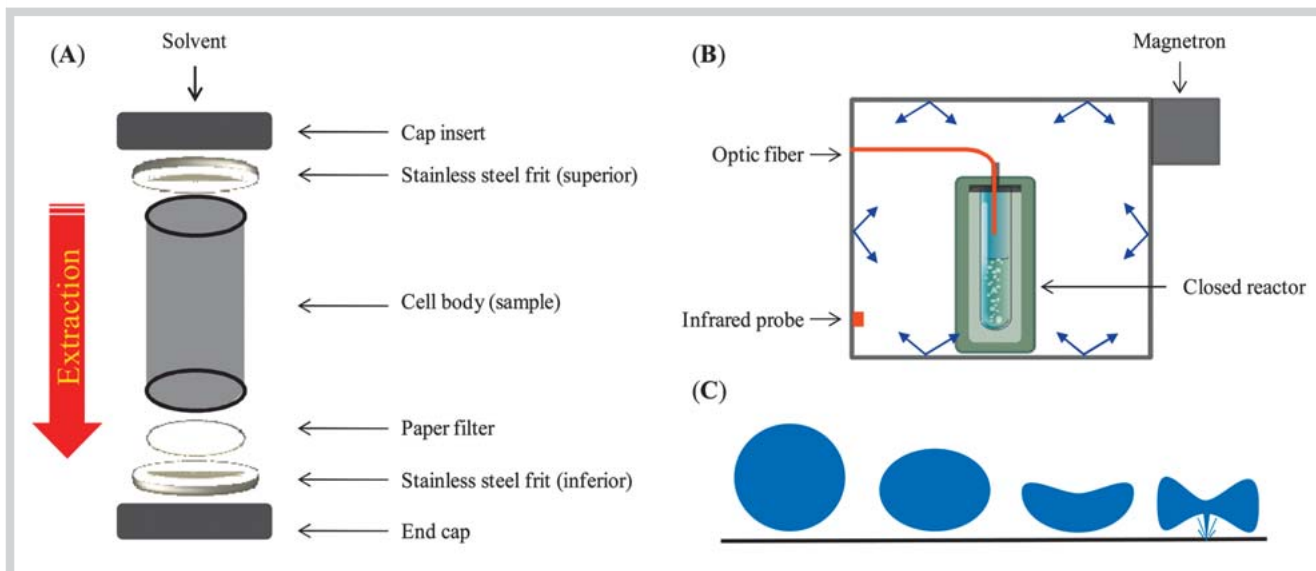 (A)
Solvent
Cap insert
Stainless steel frit (superior)
Cell body (sample)
Extraction
Paper filter
Stainless steel frit (inferior)
End cap
(B)
Magnetron
Optic fiber
Closed reactor
Infrared probe
(C)